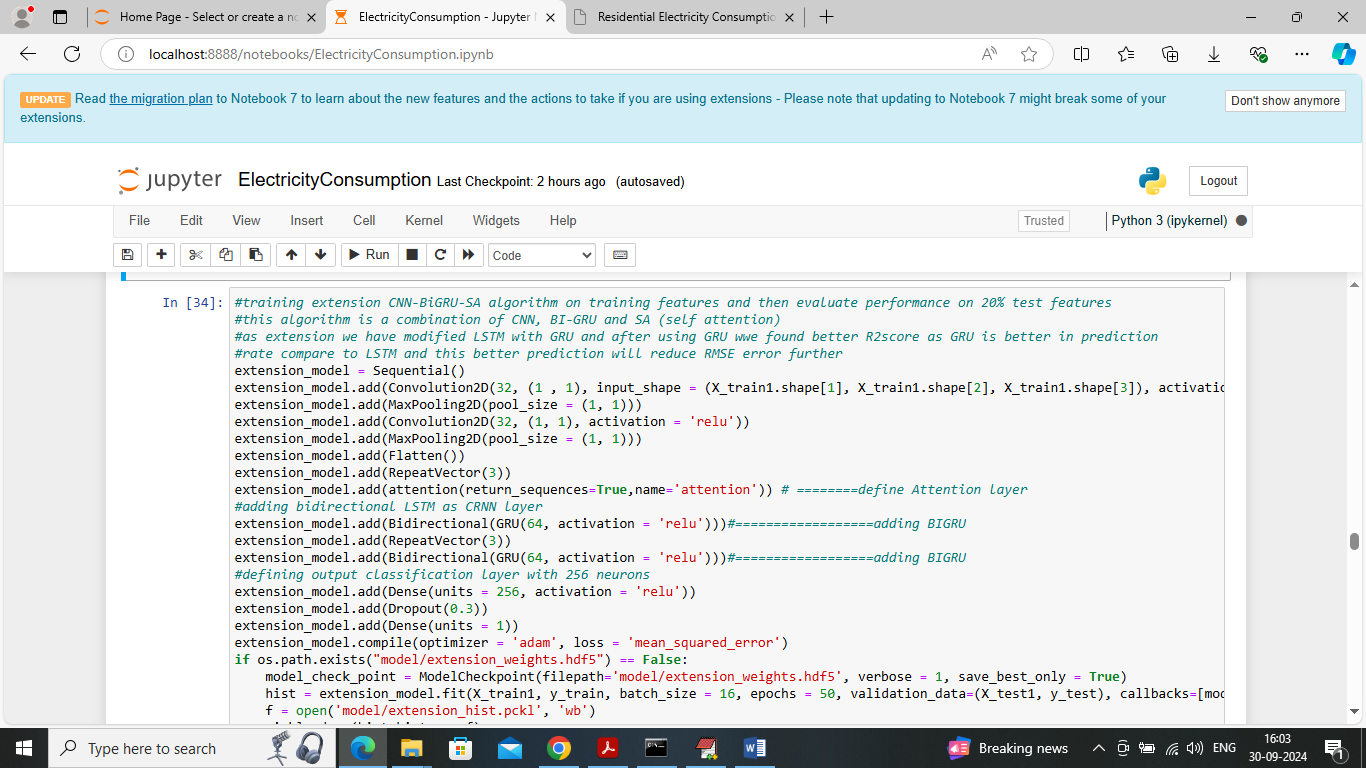 Home Page - Select or create a no
ElectricityConsumption - Jupyter
Residential Electricity Consumptio
localhost:8888/notebooks/ElectricityConsumption.ipynb
UPDATE Read the migration plan to Notebook 7 to learn about the new features and the actions to take if you are using extensions - Please note that updating to Notebook 7 might break some of your
extensions.
Don't show anymore
jupyter ElectricityConsumption Last Checkpoint: 2 hours ago (autosaved)
Logout
File Edit View Insert Cell Kernel Widgets Help
Trusted
Python 3 (ipykernel)
Run
Code
In [34]:
#training extension CNN-BiGRU-SA algorithm on training features and then evaluate performance on 20% test features
#this algorithm is a combination of CNN, BI-GRU and SA (self attention)
#as extension we have modified LSTM with GRU and after using GRU wwe found better R2score as GRU is better in prediction
#rate compare to LSTM and this better prediction will reduce RMSE error further
extension_model = Sequential()
extension_model.add(Convolution2D(32, (1 , 1), input_shape = (X_train1.shape[1], X_train1.shape[2], X_train1.shape[3]), activatio
extension_model.add(MaxPooling2D(pool_size = (1, 1)))
extension_model.add(Convolution2D(32, (1, 1), activation = 'relu'))
extension_model.add(MaxPooling2D(pool_size = (1, 1)))
extension_model.add(Flatten())
extension_model.add(RepeatVector(3))
extension_model.add(attention(return_sequences=True,name='attention')) # ========define Attention layer
#adding bidirectional LSTM as CRNN layer
extension_model.add(Bidirectional(GRU(64, activation = 'relu')))#==================adding BIGRU
extension_model.add(RepeatVector(3))
extension_model.add(Bidirectional(GRU(64, activation = 'relu')))#==================adding BIGRU
#defining output classification layer with 256 neurons
extension_model.add(Dense(units = 256, activation = 'relu'))
extension_model.add(Dropout(0.3))
extension_model.add(Dense(units = 1))
extension_model.compile(optimizer = 'adam', loss = 'mean_squared_error')
if os.path.exists("model/extension_weights.hdf5") == False:
    model_check_point = ModelCheckpoint(filepath='model/extension_weights.hdf5', verbose = 1, save_best_only = True)
    hist = extension_model.fit(X_train1, y_train, batch_size = 16, epochs = 50, validation_data=(X_test1, y_test), callbacks=[mod
    f = open('model/extension_hist.pckl', 'wb')
Type here to search
Breaking news
ENG
16:03
30-09-2024
1